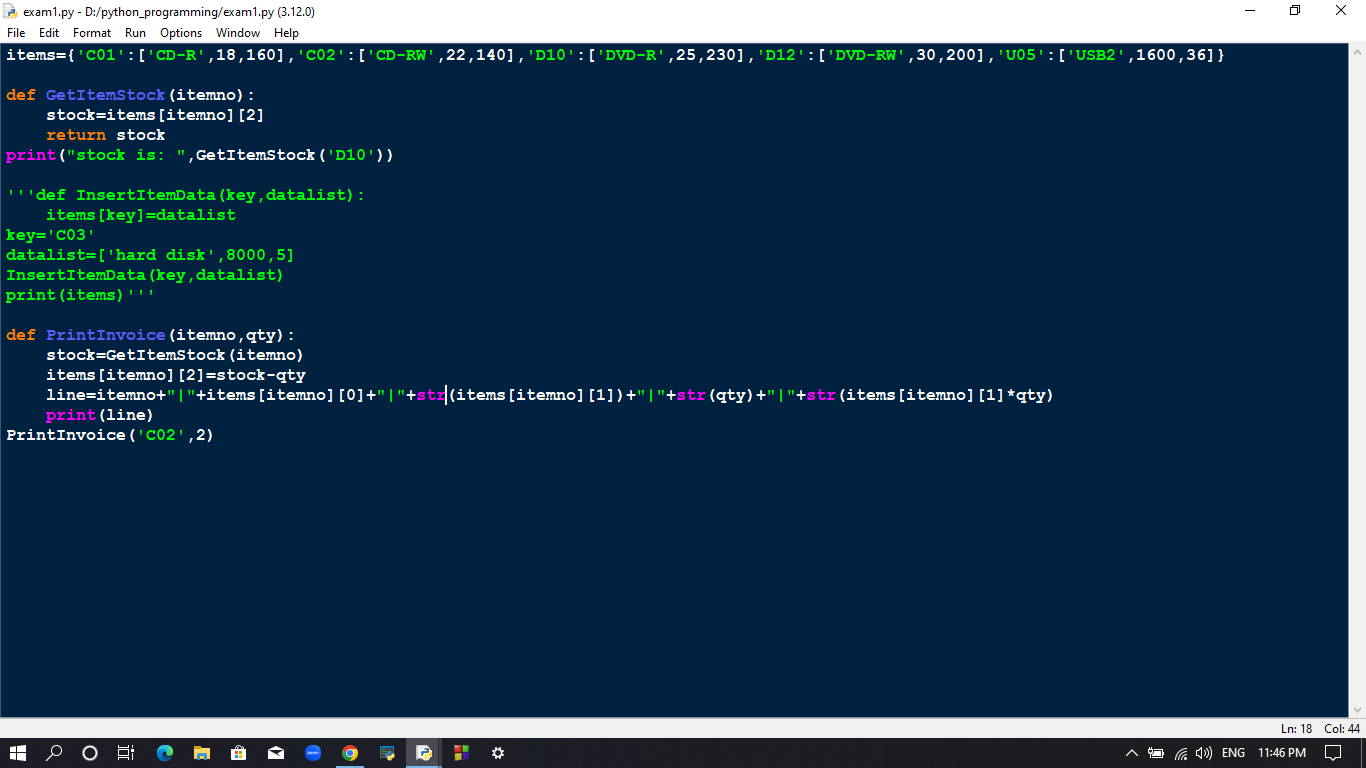 exam1.py - D:/python_programming/exam1.py (3.12.0)
File Edit Format Run Options Window Help
items={'C01':['CD-R',18,160],'C02':['CD-RW',22,140],'D10':['DVD-R',25,230],'D12':['DVD-RW',30,200],'U05':['USB2',1600,36]}
def GetItemStock(itemno):
    stock=items[itemno][2]
    return stock
print("stock is: ",GetItemStock('D10'))
'''def InsertItemData(key,datalist):
    items[key]=datalist
key='C03'
datalist=['hard disk',8000,5]
InsertItemData(key,datalist)
print(items)'''
def PrintInvoice(itemno,qty):
    stock=GetItemStock(itemno)
    items[itemno][2]=stock-qty
    line=itemno+"|"+items[itemno][0]+"|"+str(items[itemno][1])+"|"+str(qty)+"|"+str(items[itemno][1]*qty)
    print(line)
PrintInvoice('C02',2)
Ln: 18 Col: 44
ENG 11:46 PM